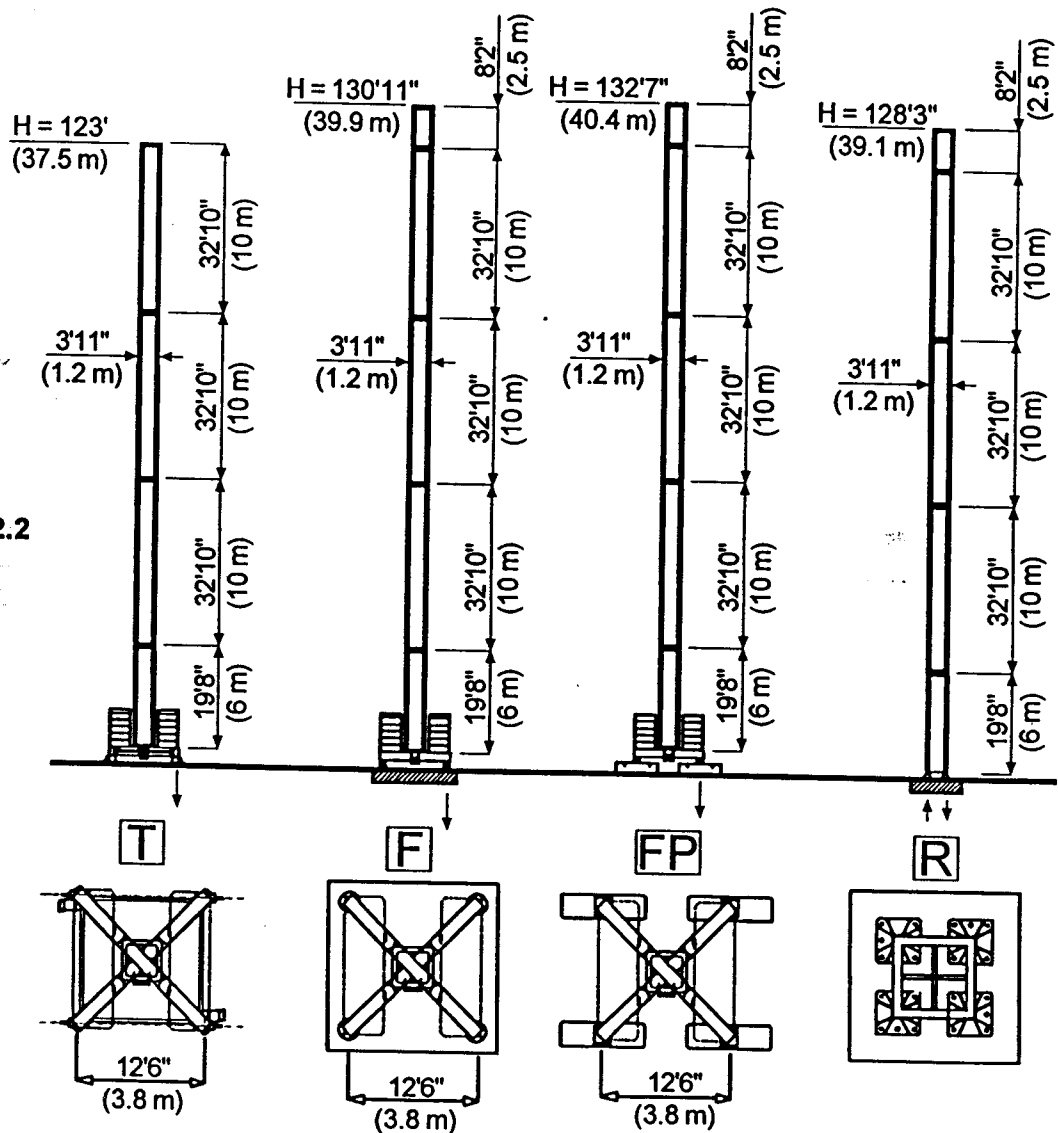 H = 123'
(37.5 m)
32'10"
(10 m)
3'11"
(1.2 m)
32'10"
(10 m)
32'10"
(10 m)
19'8"
(6 m)
H = 130'11"
(39.9 m)
8'2"
(2.5 m)
32'10"
(10 m)
3'11"
(1.2 m)
32'10"
(10 m)
32'10"
(10 m)
19'8"
(6 m)
H = 132'7"
(40.4 m)
8'2"
(2.5 m)
32'10"
(10 m)
3'11"
(1.2 m)
32'10"
(10 m)
32'10"
(10 m)
19'8"
(6 m)
H = 128'3"
(39.1 m)
8'2"
(2.5 m)
32'10"
(10 m)
3'11"
(1.2 m)
32'10"
(10 m)
32'10"
(10 m)
19'8"
(6 m)
2.2
T
F
FP
R
12'6"
(3.8 m)
12'6"
(3.8 m)
12'6"
(3.8 m)